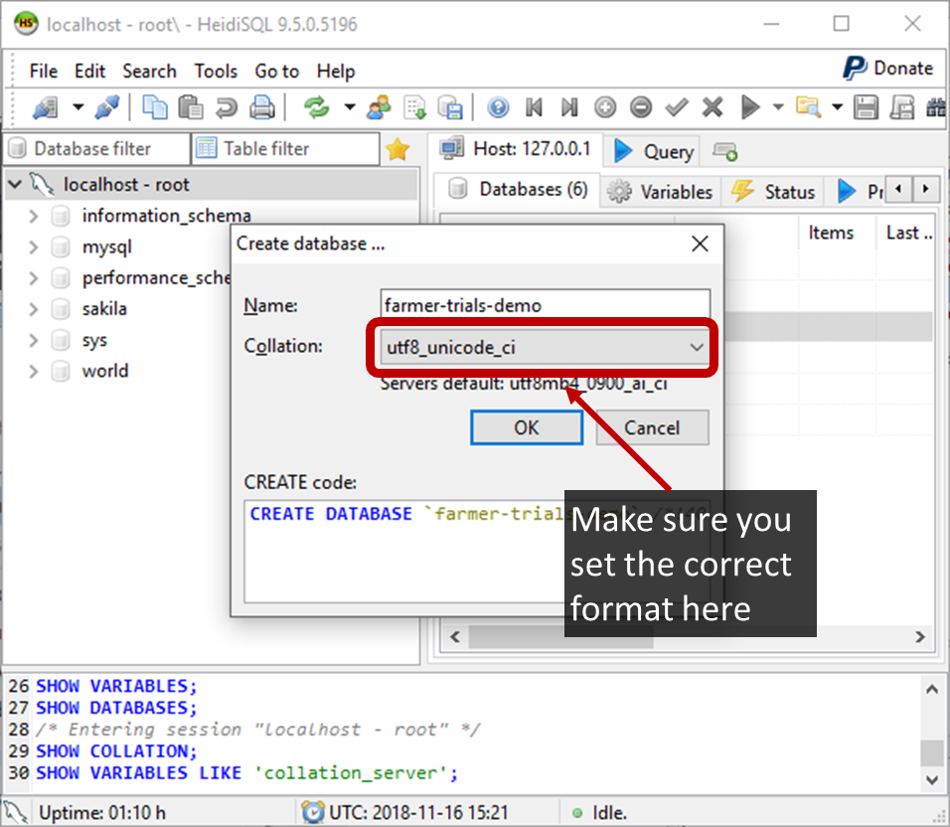 localhost - root\ - HeidiSQL 9.5.0.5196
File Edit Search Tools Go to Help
Donate
Database filter
Table filter
Host: 127.0.0.1
Query
Databases (6)
Variables
Status
Pr
localhost - root
information_schema
mysql
performance_sche
sakila
sys
world
Items
Last ..
Create database ...
Name:
farmer-trials-demo
Collation:
utf8_unicode_ci
Servers default: utf8mb4_0900_ai_ci
OK
Cancel
CREATE code:
CREATE DATABASE `farmer-trials
Make sure you
set the correct
format here
26 SHOW VARIABLES;
27 SHOW DATABASES;
28 /* Entering session "localhost - root" */
29 SHOW COLLATION;
30 SHOW VARIABLES LIKE 'collation_server';
Uptime: 01:10 h
UTC: 2018-11-16 15:21
Idle.